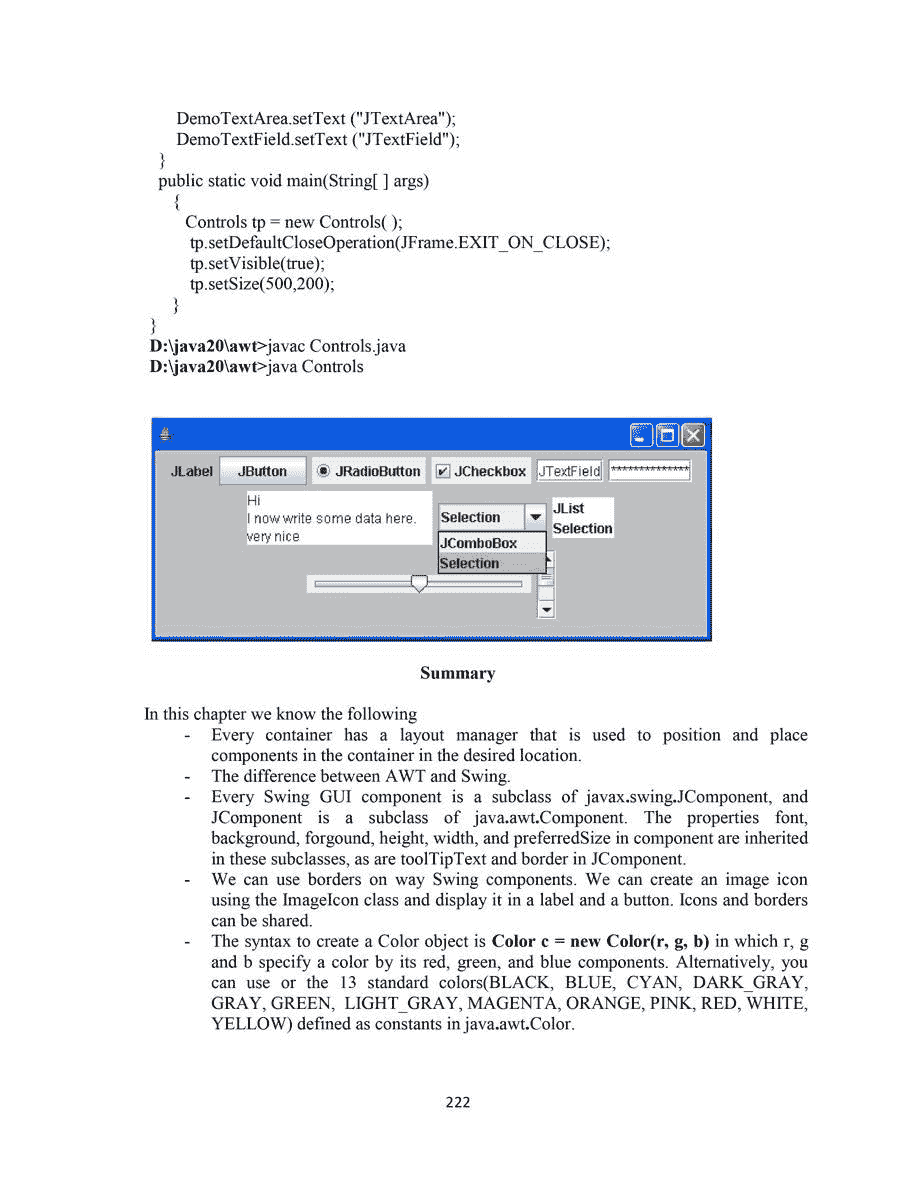 DemoTextArea.setText ("JTextArea");
DemoTextField.setText ("JTextField");
}
public static void main(String[ ] args)
{
Controls tp = new Controls( );
tp.setDefaultCloseOperation(JFrame.EXIT_ON_CLOSE);
tp.setVisible(true);
tp.setSize(500,200);
}
}
D:\java20\awt>javac Controls.java
D:\java20\awt>java Controls
JLabel JButton JRadioButton JCheckbox JTextField **************
Hi
I now write some data here.
very nice
Selection
JComboBox
Selection
JList
Selection
Summary
In this chapter we know the following
- Every container has a layout manager that is used to position and place
components in the container in the desired location.
- The difference between AWT and Swing.
- Every Swing GUI component is a subclass of javax.swing.JComponent, and
JComponent is a subclass of java.awt.Component. The properties font,
background, forgound, height, width, and preferredSize in component are inherited
in these subclasses, as are toolTipText and border in JComponent.
- We can use borders on way Swing components. We can create an image icon
using the ImageIcon class and display it in a label and a button. Icons and borders
can be shared.
- The syntax to create a Color object is Color c = new Color(r, g, b) in which r, g
and b specify a color by its red, green, and blue components. Alternatively, you
can use or the 13 standard colors(BLACK, BLUE, CYAN, DARK_GRAY,
GRAY, GREEN, LIGHT_GRAY, MAGENTA, ORANGE, PINK, RED, WHITE,
YELLOW) defined as constants in java.awt.Color.
222